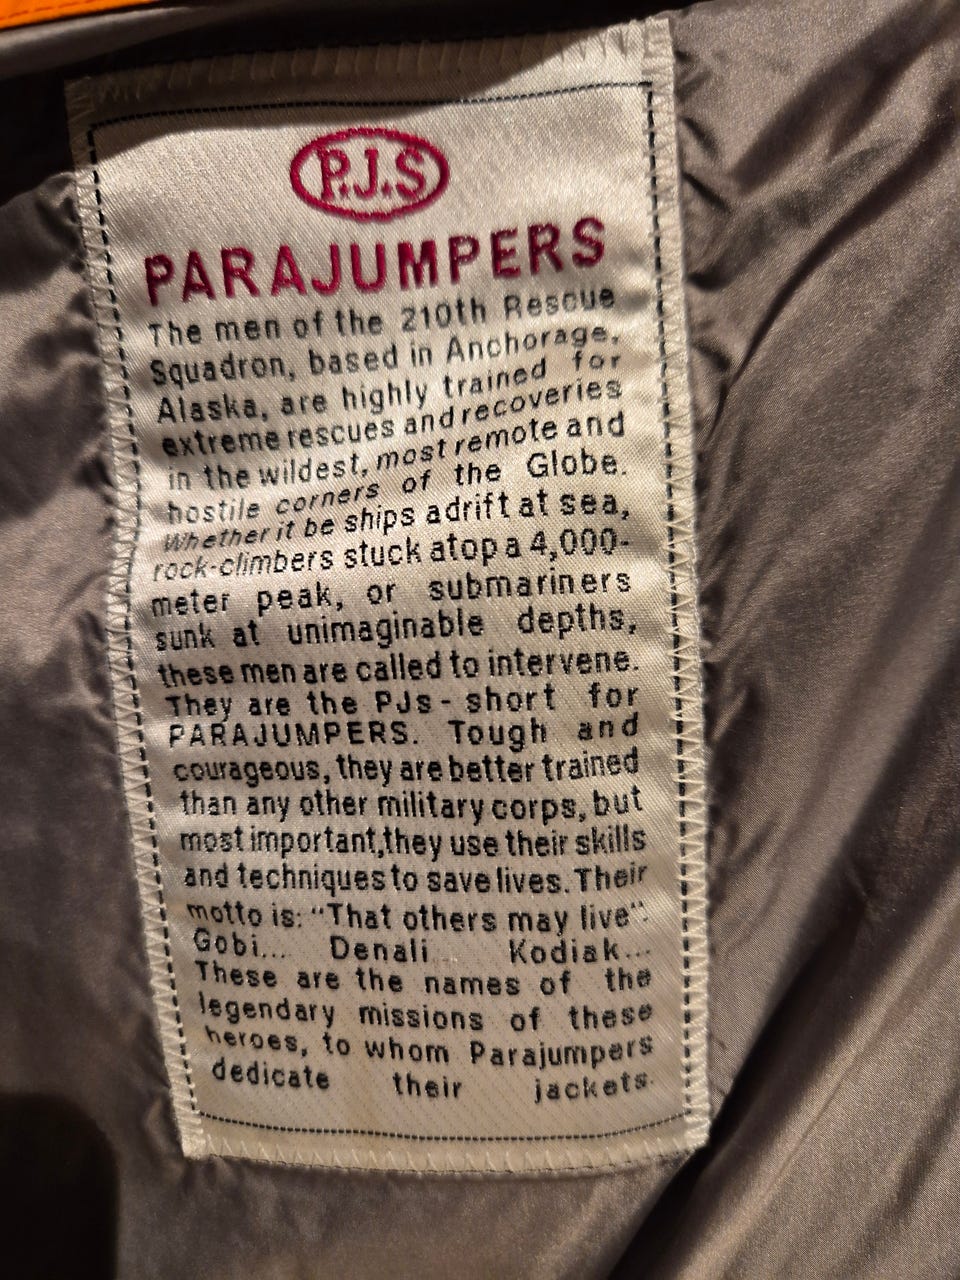 P.J.S
PARAJUMPERS
The men of the 210th Rescue
Squadron, based in Anchorage,
Alaska, are highly trained for
extreme rescues and recoveries
in the wildest, most remote and
hostile corners of the Globe.
Whether it be ships adrift at sea,
rock-climbers stuck atop a 4,000-
meter peak, or submariners
sunk at unimaginable depths,
these men are called to intervene.
They are the PJs - short for
PARAJUMPERS. Tough and
courageous, they are better trained
than any other military corps, but
most important,they use their skills
and techniques to save lives. Their
motto is: “That others may live“.
Gobi... Denali... Kodiak...
These are the names of the
legendary missions of these
heroes, to whom Parajumpers
dedicate their jackets.